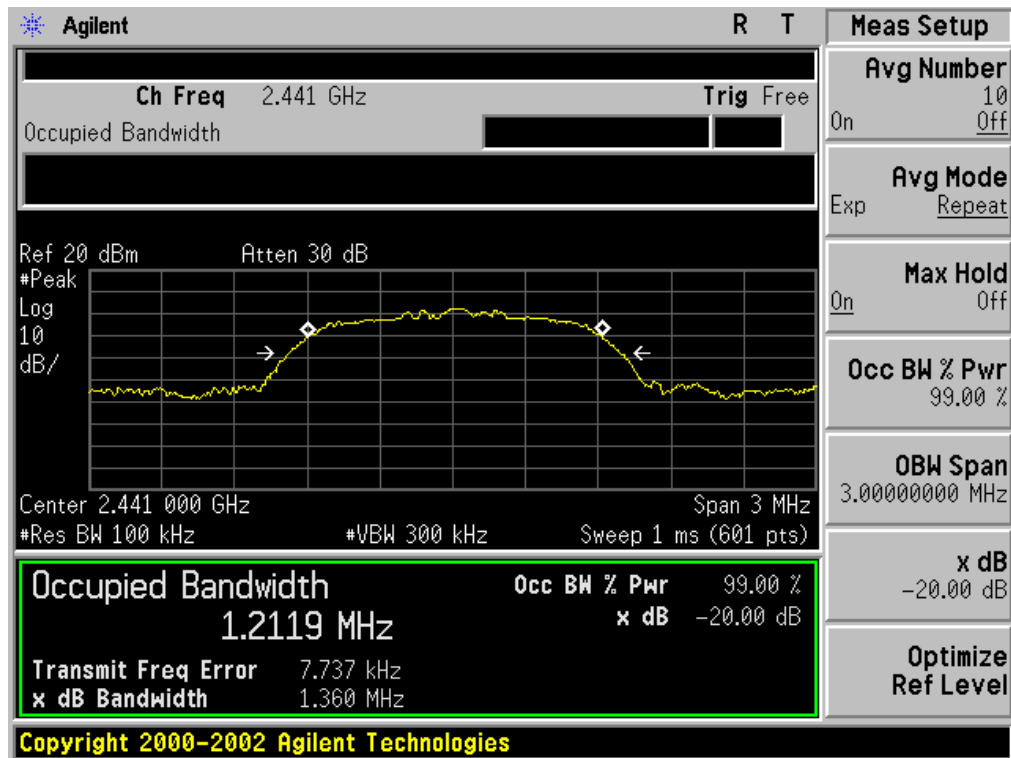 Agilent R T
Ch Freq 2.441 GHz Trig Free
Occupied Bandwidth
Ref 20 dBm Atten 30 dB
#Peak
Log
10
dB/
Center 2.441 000 GHz Span 3 MHz
#Res BW 100 kHz #VBW 300 kHz Sweep 1 ms (601 pts)
Occupied Bandwidth Occ BW % Pwr 99.00 %
1.2119 MHz x dB -20.00 dB
Transmit Freq Error 7.737 kHz
x dB Bandwidth 1.360 MHz
Copyright 2000-2002 Agilent Technologies
Meas Setup
Avg Number
10
On Off
Avg Mode
Exp Repeat
Max Hold
On Off
Occ BW % Pwr
99.00 %
OBW Span
3.00000000 MHz
x dB
-20.00 dB
Optimize
Ref Level